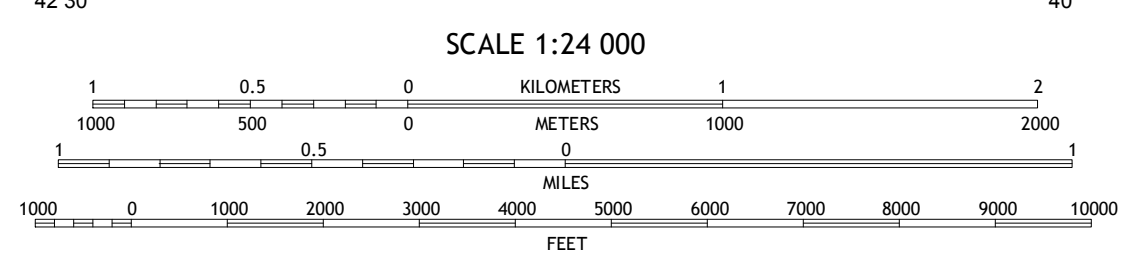 42'30" 40'
SCALE 1:24 000
1 0.5 0 KILOMETERS 1 2
1000 500 0 METERS 1000 2000
1 0.5 0 1
MILES
1000 0 1000 2000 3000 4000 5000 6000 7000 8000 9000 10000
FEET